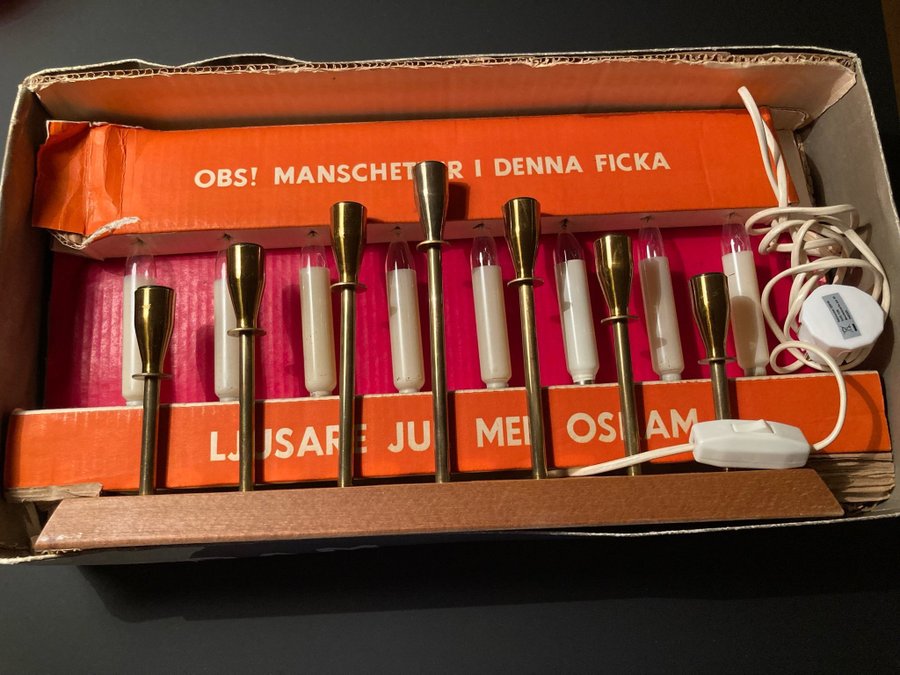 OBS! MANSCHETTER I DENNA FICKA
LJUSARE JUL MED OSRAM